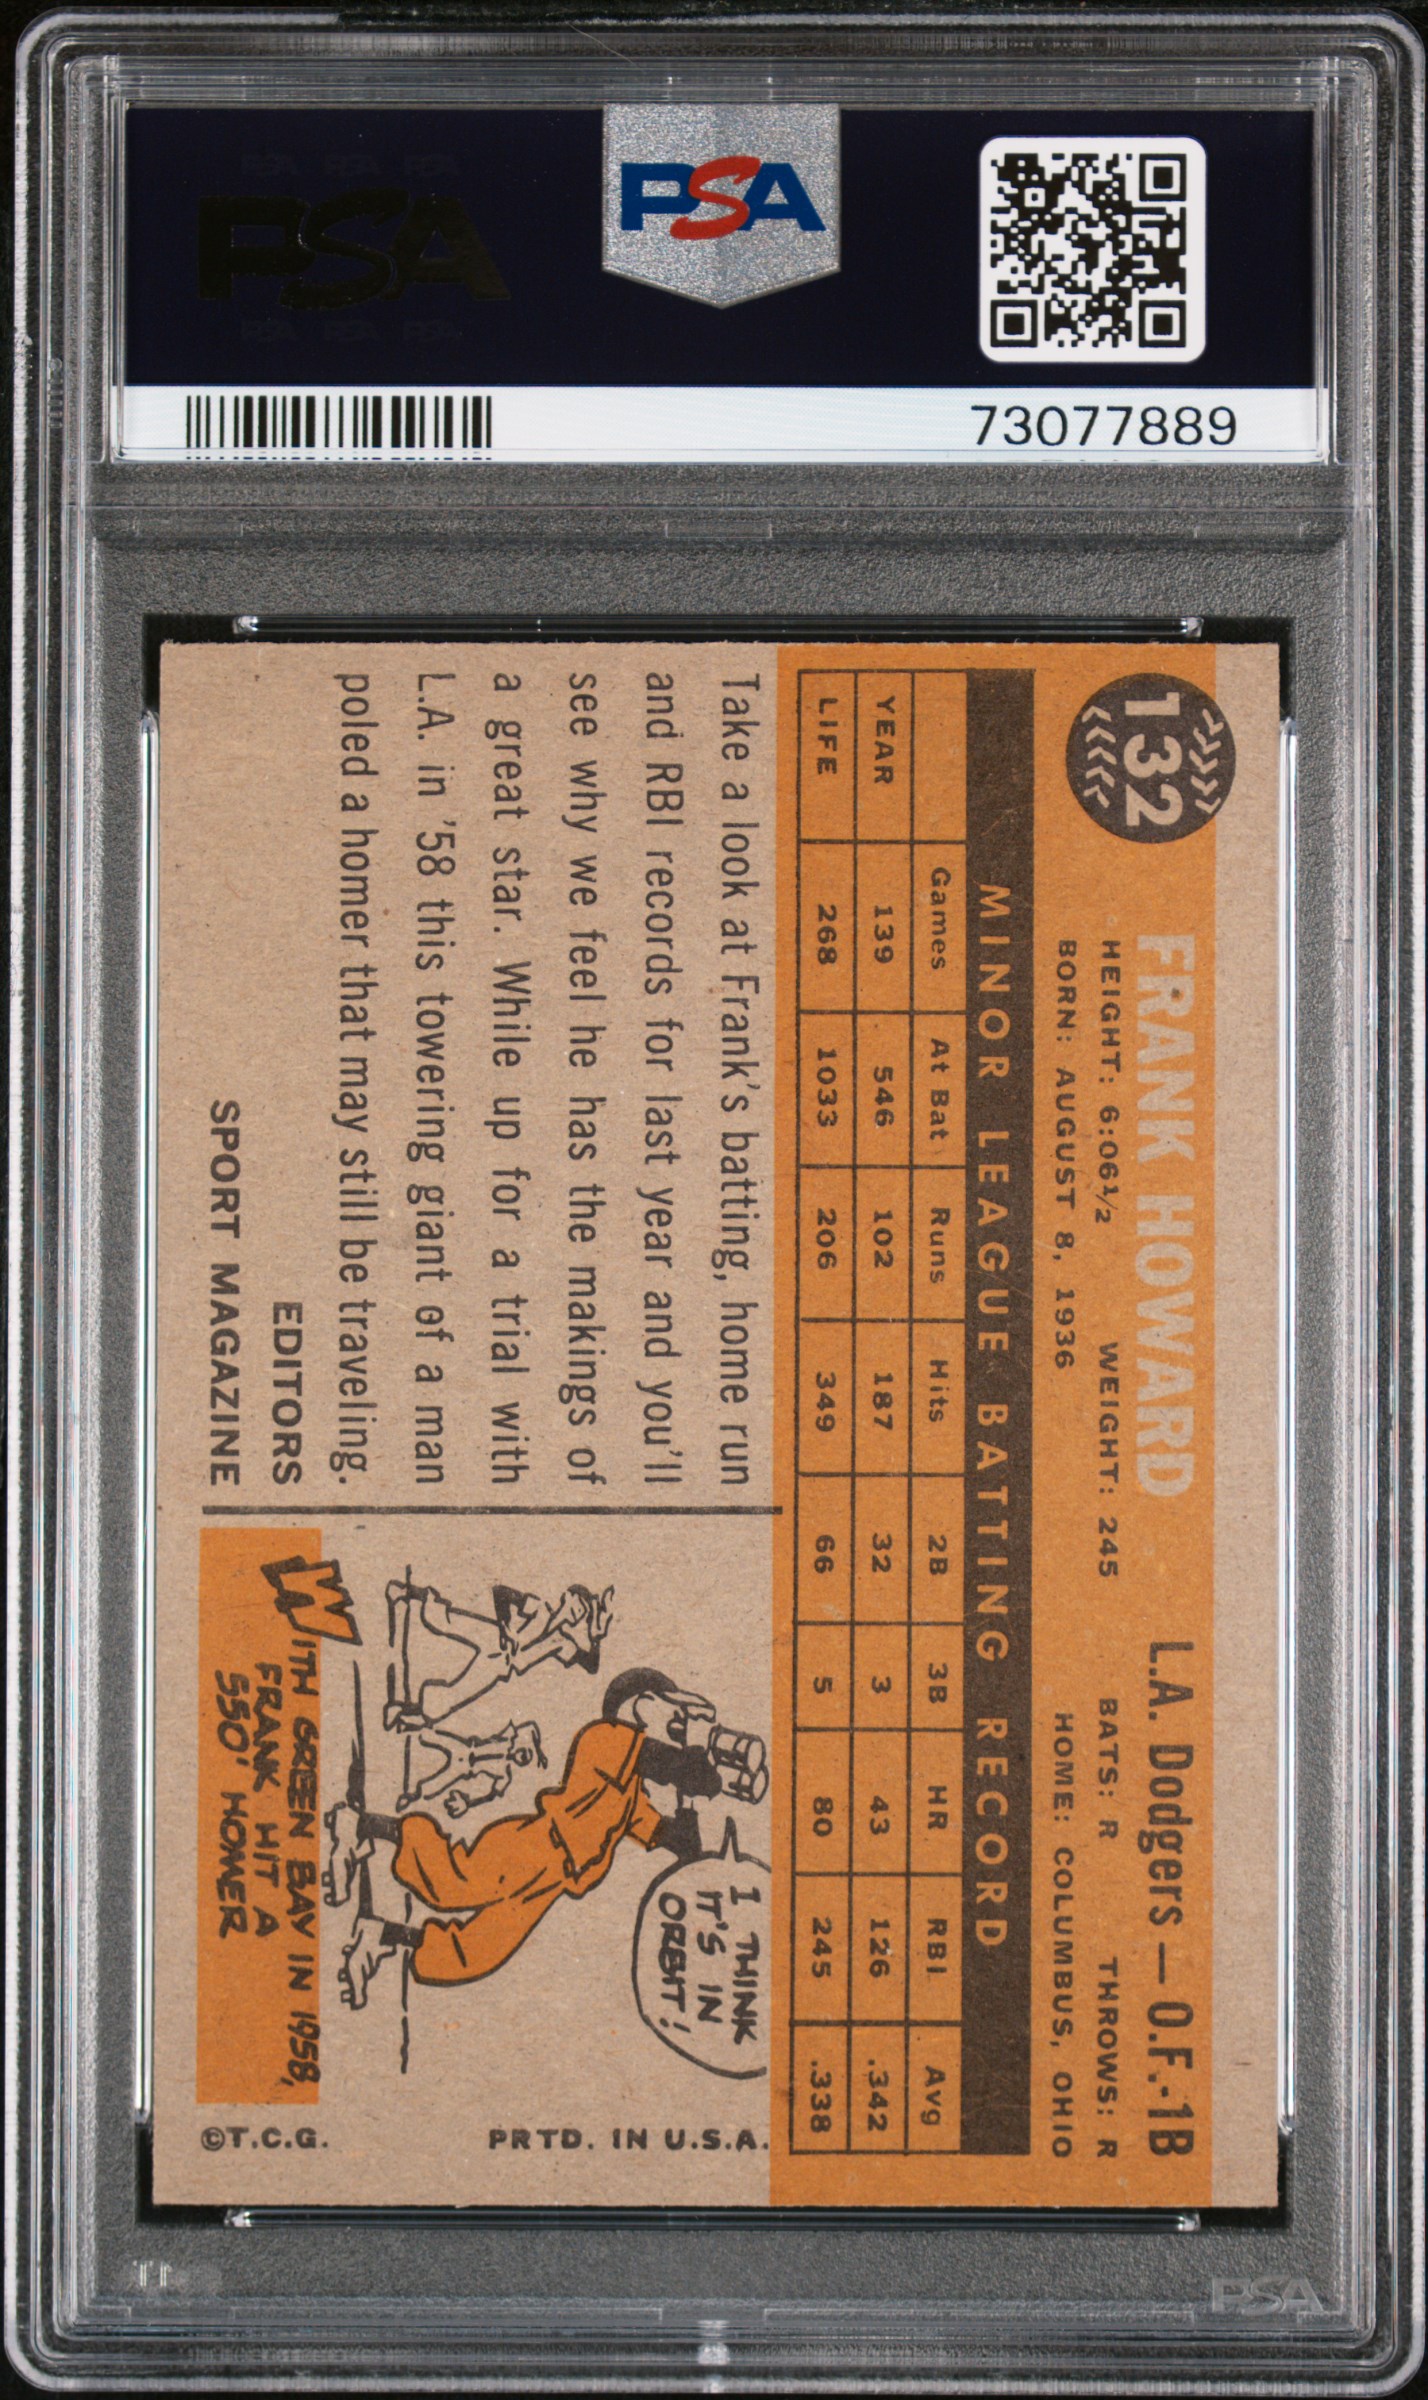 PSA
PSA
73077889
132
FRANK HOWARD
L.A. Dodgers — O.F.-1B
HEIGHT: 6:06½ WEIGHT: 245 BATS: R THROWS: R
BORN: AUGUST 8, 1936 HOME: COLUMBUS, OHIO
MINOR LEAGUE BATTING RECORD
Games At Bat Runs Hits 2B 3B HR RBI Avg
YEAR 139 546 102 187 32 3 43 126 .342
LIFE 268 1033 206 349 66 5 80 245 .338
Take a look at Frank's batting, home run
and RBI records for last year and you'll
see why we feel he has the makings of
a great star. While up for a trial with
L.A. in '58 this towering giant of a man
poled a homer that may still be traveling.
EDITORS
SPORT MAGAZINE
I THINK
IT'S IN
ORBIT!
WITH GREEN BAY IN 1958,
FRANK HIT A
550' HOMER
PRTD. IN U.S.A.
©T.C.G.
PSA